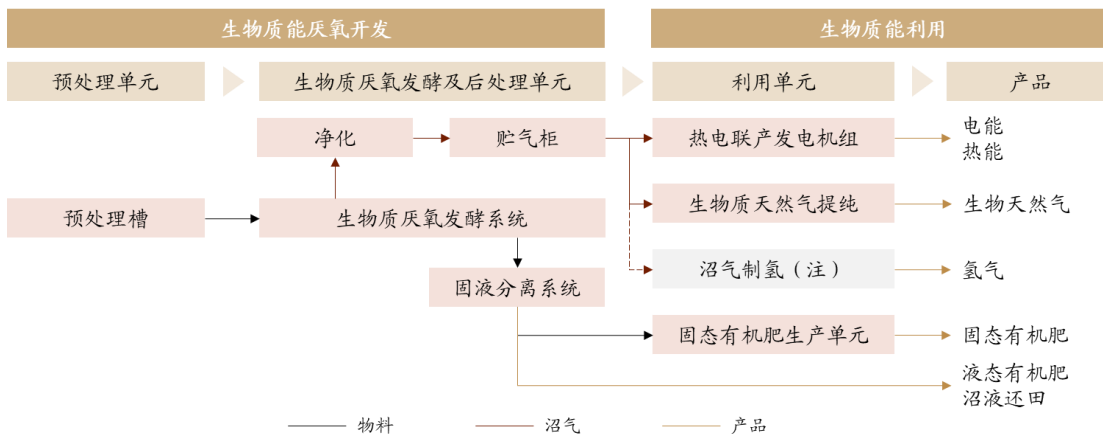 生物质能厌氧开发
生物质能利用
预处理单元
生物质厌氧发酵及后处理单元
利用单元
产品
净化
贮气柜
热电联产发电机组
电能
热能
预处理槽
生物质厌氧发酵系统
生物质天然气提纯
生物天然气
固液分离系统
沼气制氢（注）
氢气
固态有机肥生产单元
固态有机肥
液态有机肥
沼液还田
物料
沼气
产品